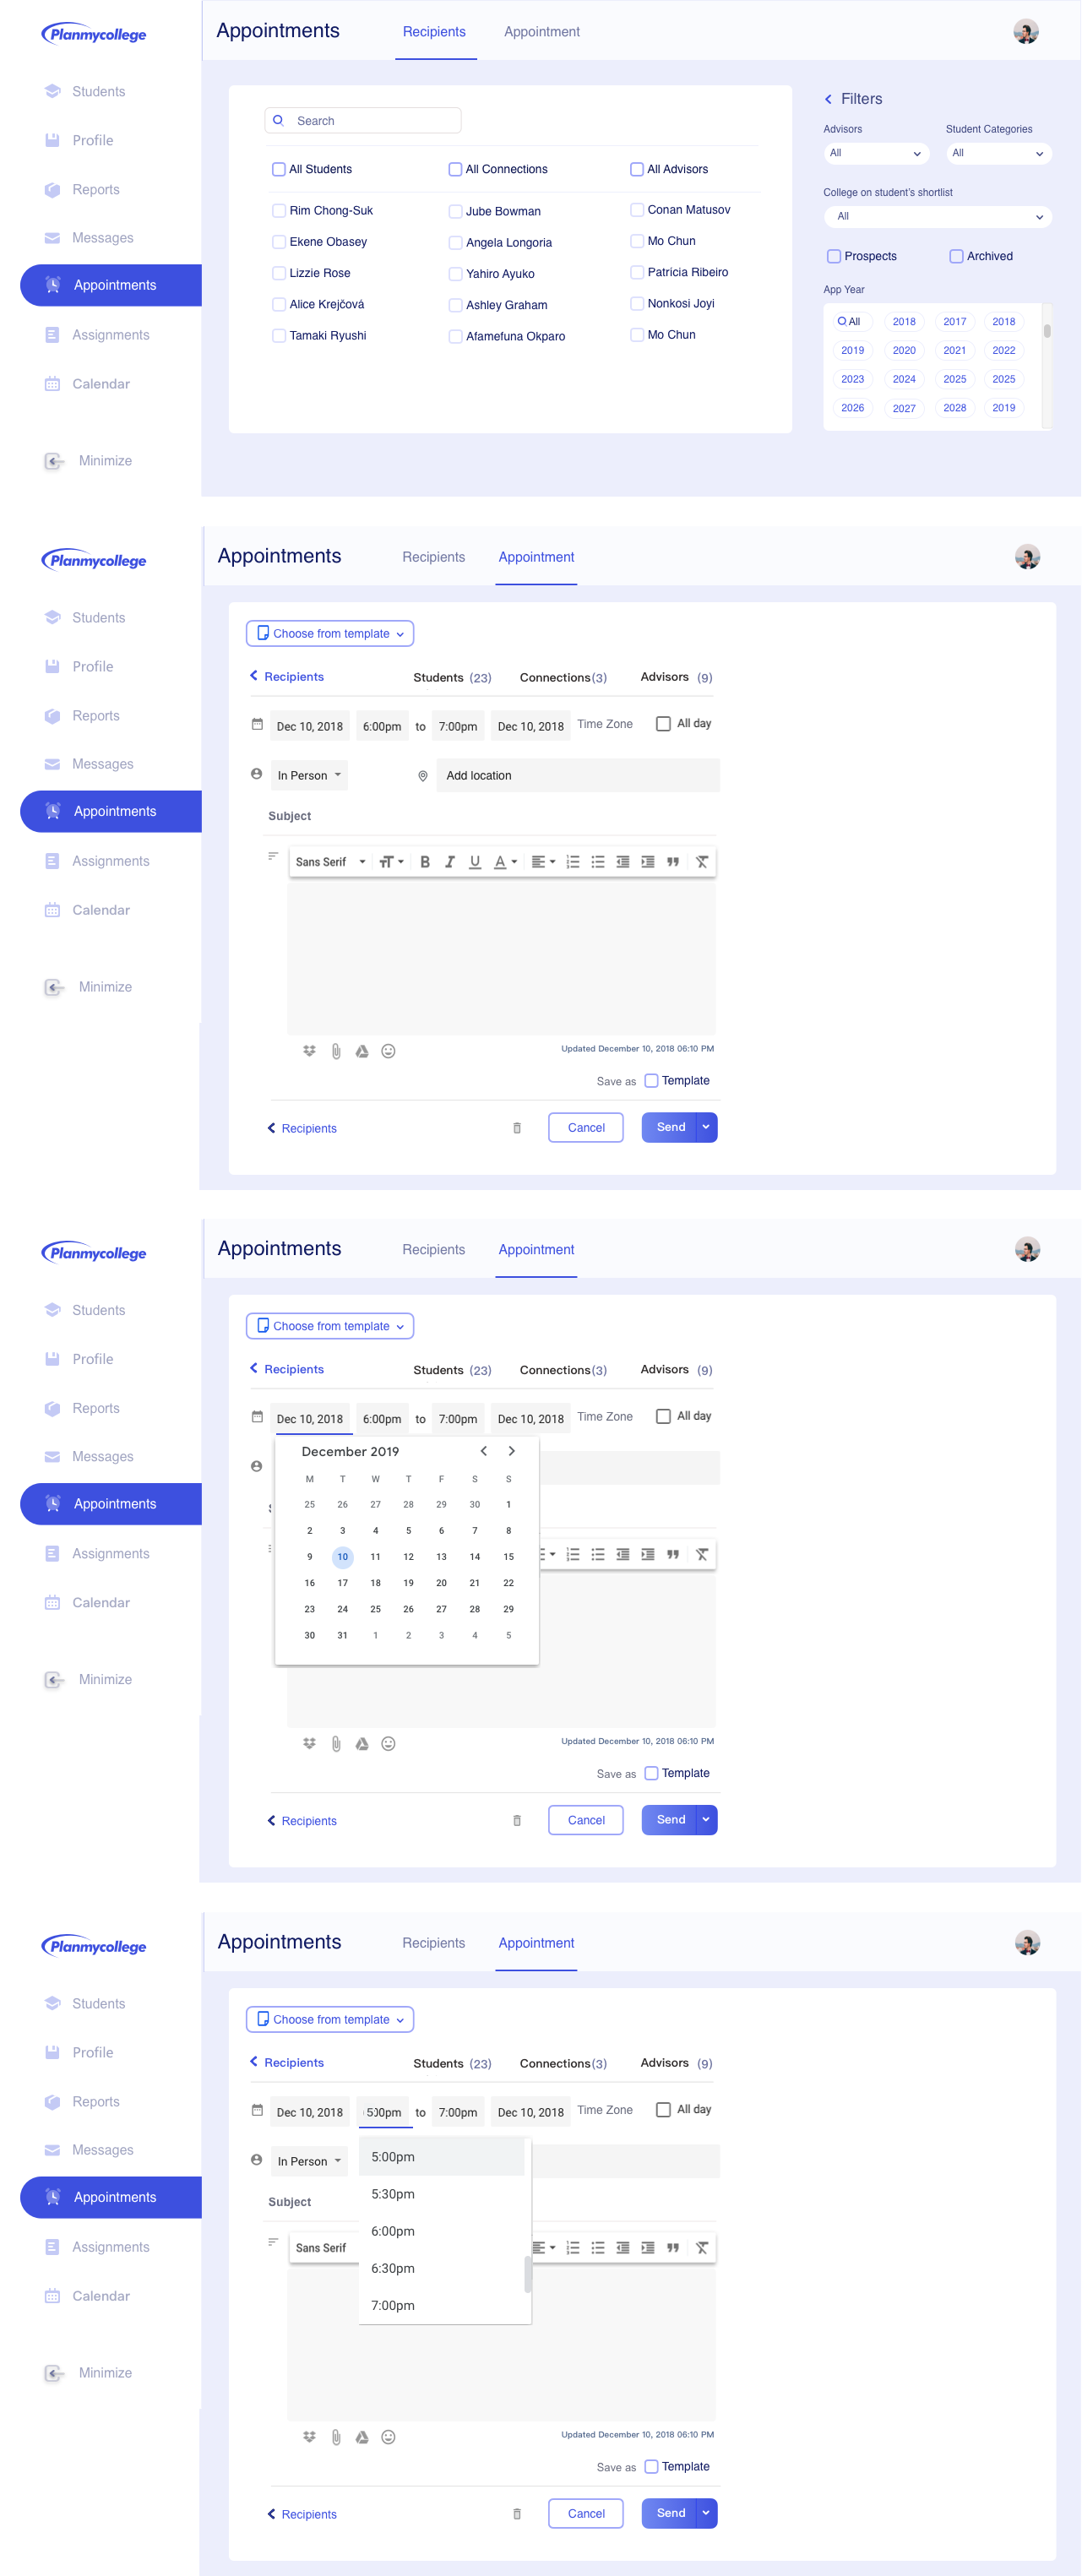 Planmycollege
Students
Profile
Reports
Messages
Appointments
Assignments
Calendar
Minimize
Appointments Recipients Appointment
Search
All Students All Connections All Advisors
Rim Chong-Suk Jube Bowman Conan Matusov
Ekene Obasey Angela Longoria Mo Chun
Lizzie Rose Yahiro Ayuko Patricia Ribeiro
Alice Krejčová Ashley Graham Nonkosi Joyi
Tamaki Ryushi Afamefuna Okparo Mo Chun
Filters
Advisors Student Categories
All All
College on student's shortlist
All
Prospects Archived
App Year
All 2018 2017 2018
2019 2020 2021 2022
2023 2024 2025 2025
2026 2027 2028 2019
Planmycollege
Students
Profile
Reports
Messages
Appointments
Assignments
Calendar
Minimize
Appointments Recipients Appointment
Choose from template
Recipients Students (23) Connections(3) Advisors (9)
Dec 10, 2018 6:00pm to 7:00pm Dec 10, 2018 Time Zone All day
In Person Add location
Subject
Sans Serif
Updated December 10, 2018 06:10 PM
Save as Template
Recipients Cancel Send
Planmycollege
Students
Profile
Reports
Messages
Appointments
Assignments
Calendar
Minimize
Appointments Recipients Appointment
Choose from template
Recipients Students (23) Connections(3) Advisors (9)
Dec 10, 2018 6:00pm to 7:00pm Dec 10, 2018 Time Zone All day
December 2019
M T W T F S S
25 26 27 28 29 30 1
2 3 4 5 6 7 8
9 10 11 12 13 14 15
16 17 18 19 20 21 22
23 24 25 26 27 28 29
30 31 1 2 3 4 5
Updated December 10, 2018 06:10 PM
Save as Template
Recipients Cancel Send
Planmycollege
Students
Profile
Reports
Messages
Appointments
Assignments
Calendar
Minimize
Appointments Recipients Appointment
Choose from template
Recipients Students (23) Connections(3) Advisors (9)
Dec 10, 2018 5:00pm to 7:00pm Dec 10, 2018 Time Zone All day
In Person
5:00pm
5:30pm
Subject
6:00pm
Sans Serif
6:30pm
7:00pm
Updated December 10, 2018 06:10 PM
Save as Template
Recipients Cancel Send